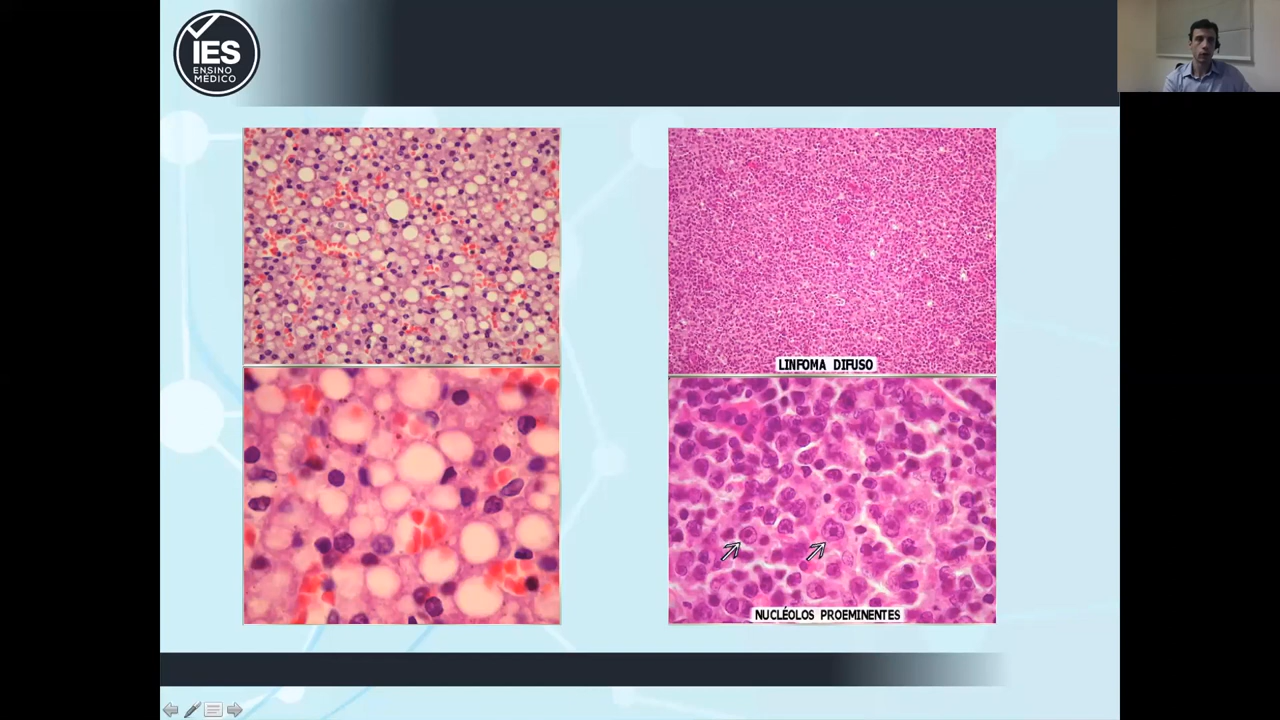 IES
ENSINO
MÉDICO
LINFOMA DIFUSO
NUCLÉOLOS PROEMINENTES